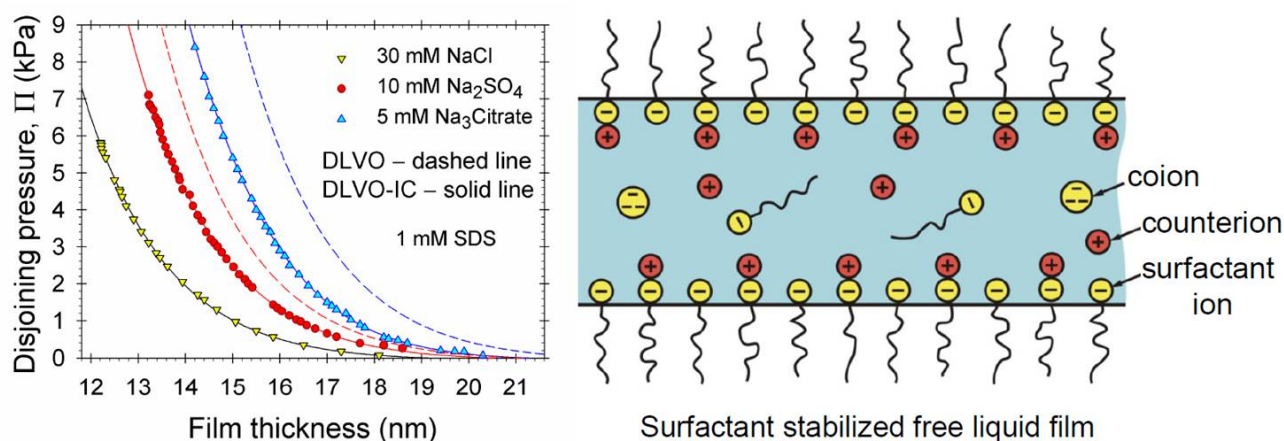 Disjoining pressure, Π (kPa)
9
8
7
6
5
4
3
2
1
0
30 mM NaCl
10 mM Na₂SO₄
5 mM Na₃Citrate
DLVO – dashed line
DLVO-IC – solid line
1 mM SDS
12 13 14 15 16 17 18 19 20 21
Film thickness (nm)
coion
counterion
surfactant
ion
Surfactant stabilized free liquid film